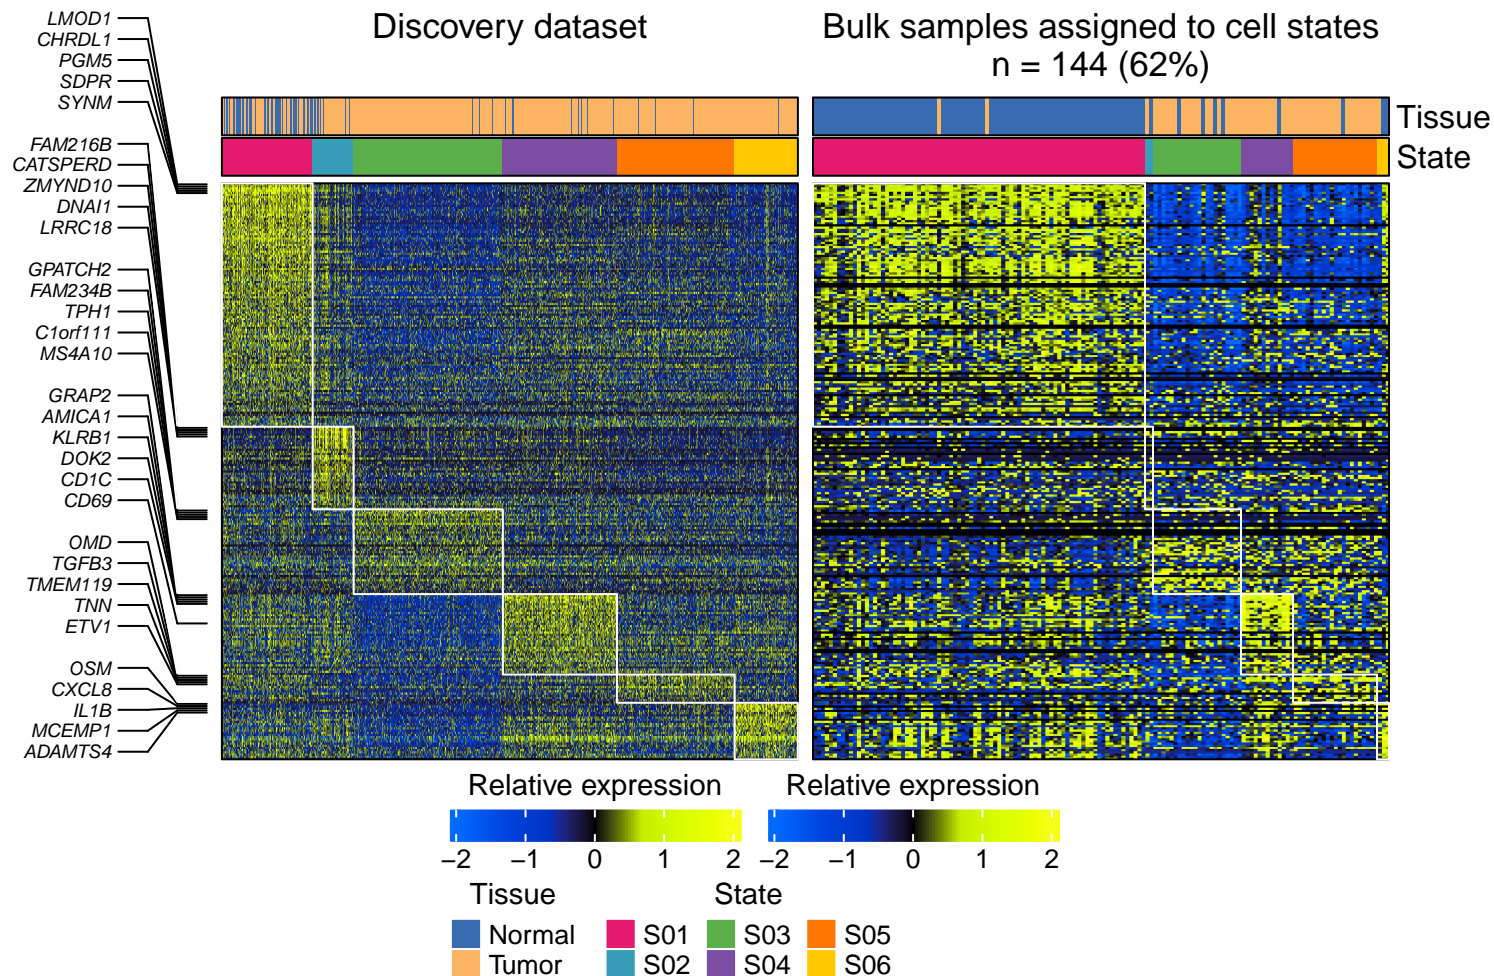 Discovery dataset
Bulk samples assigned to cell states
n = 144 (62%)
Tissue
State
LMOD1
CHRDL1
PGM5
SDPR
SYNM
FAM216B
CATSPERD
ZMYND10
DNAI1
LRRC18
GPATCH2
FAM234B
TPH1
C1orf111
MS4A10
GRAP2
AMICA1
KLRB1
DOK2
CD1C
CD69
OMD
TGFB3
TMEM119
TNN
ETV1
OSM
CXCL8
IL1B
MCEMP1
ADAMTS4
Relative expression
−2 −1 0 1 2
Relative expression
−2 −1 0 1 2
Tissue
Normal
Tumor
State
S01 S03 S05
S02 S04 S06